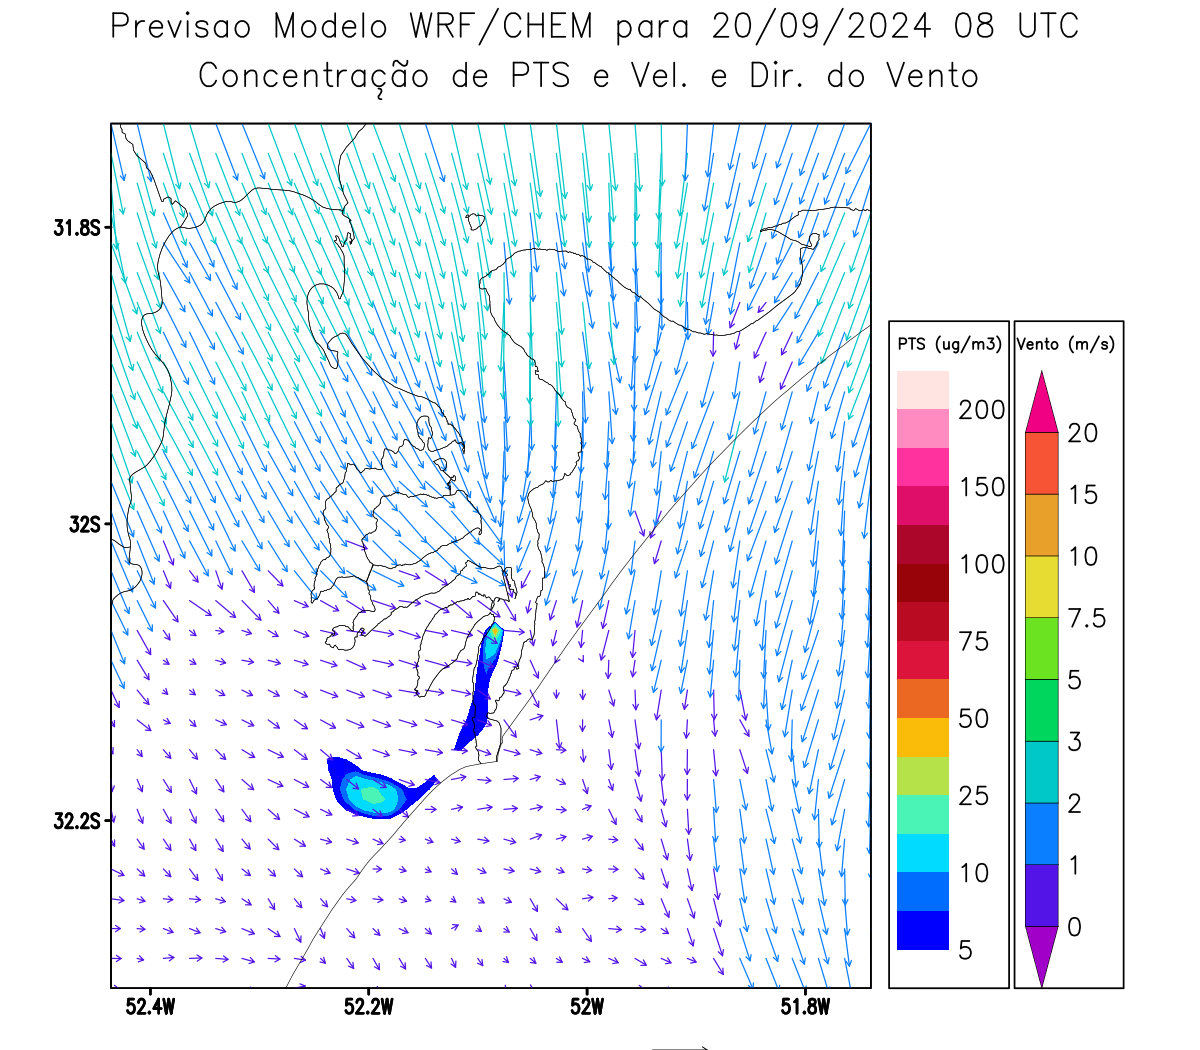 Previsao Modelo WRF/CHEM para 20/09/2024 08 UTC
Concentração de PTS e Vel. e Dir. do Vento
31.8S
32S
32.2S
52.4W 52.2W 52W 51.8W
PTS (ug/m3)
200
150
100
75
50
25
10
5
Vento (m/s)
20
15
10
7.5
5
3
2
1
0